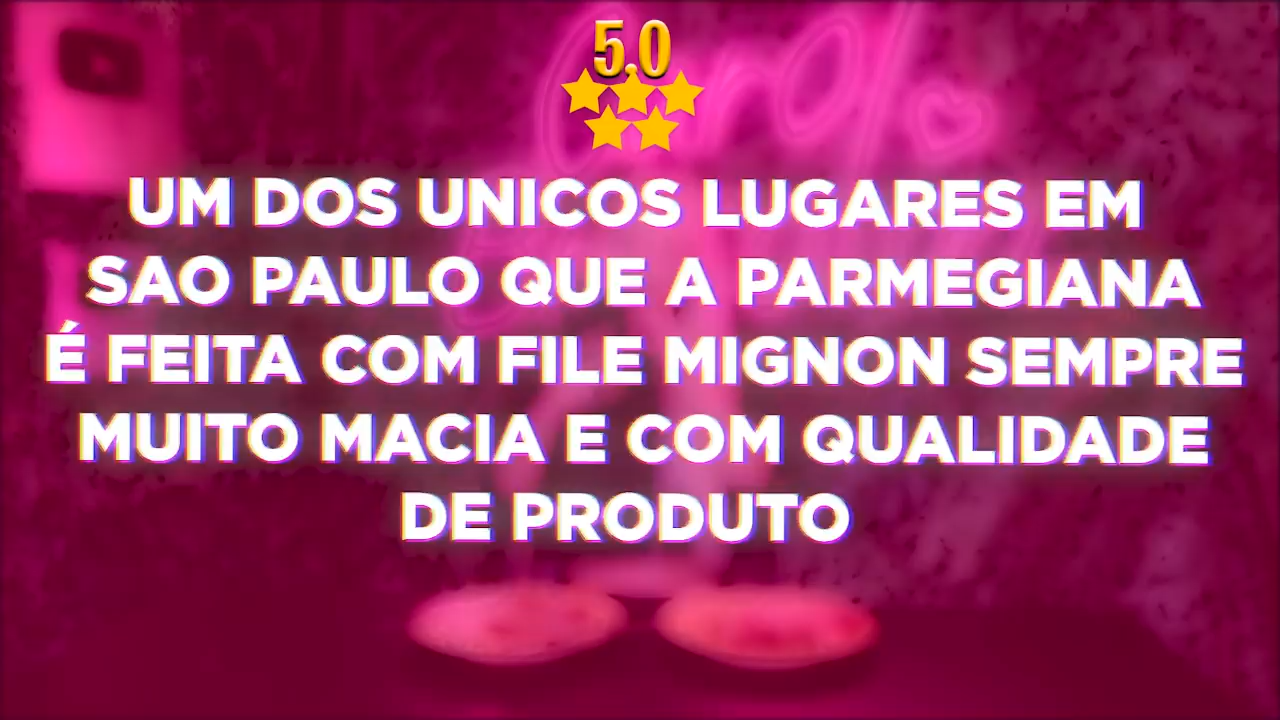 5.0
UM DOS UNICOS LUGARES EM
SAO PAULO QUE A PARMEGIANA
É FEITA COM FILE MIGNON SEMPRE
MUITO MACIA E COM QUALIDADE
DE PRODUTO